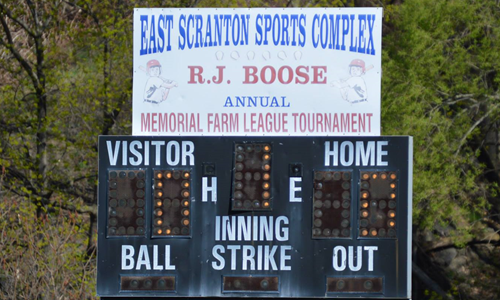 EAST SCRANTON SPORTS COMPLEX
R.J. BOOSE
ANNUAL
MEMORIAL FARM LEAGUE TOURNAMENT
VISITOR HOME
H E
INNING
BALL STRIKE OUT